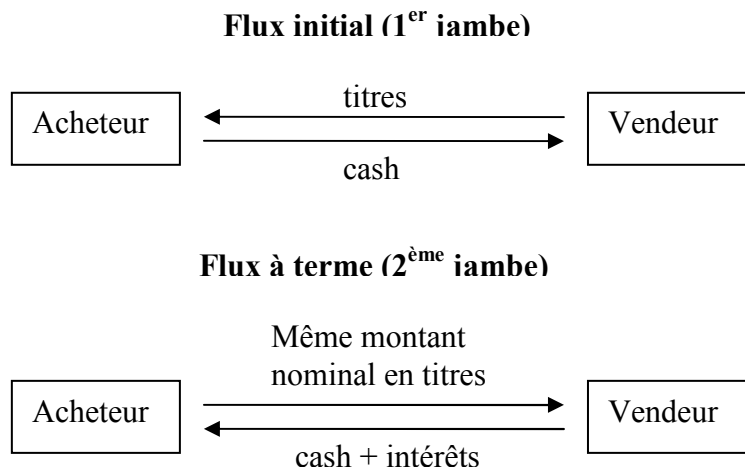 Flux initial (1er jambe)
titres
Acheteur
Vendeur
cash
Flux à terme (2ème jambe)
Même montant
nominal en titres
Acheteur
Vendeur
cash + intérêts